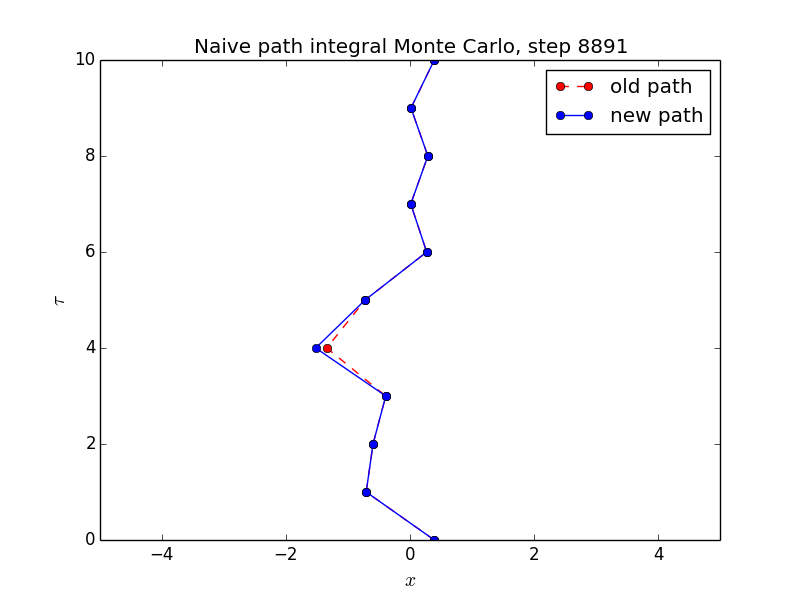 Naive path integral Monte Carlo, step 8891
old path
new path
10
8
6
4
2
0
τ
−4
−2
0
2
4
x